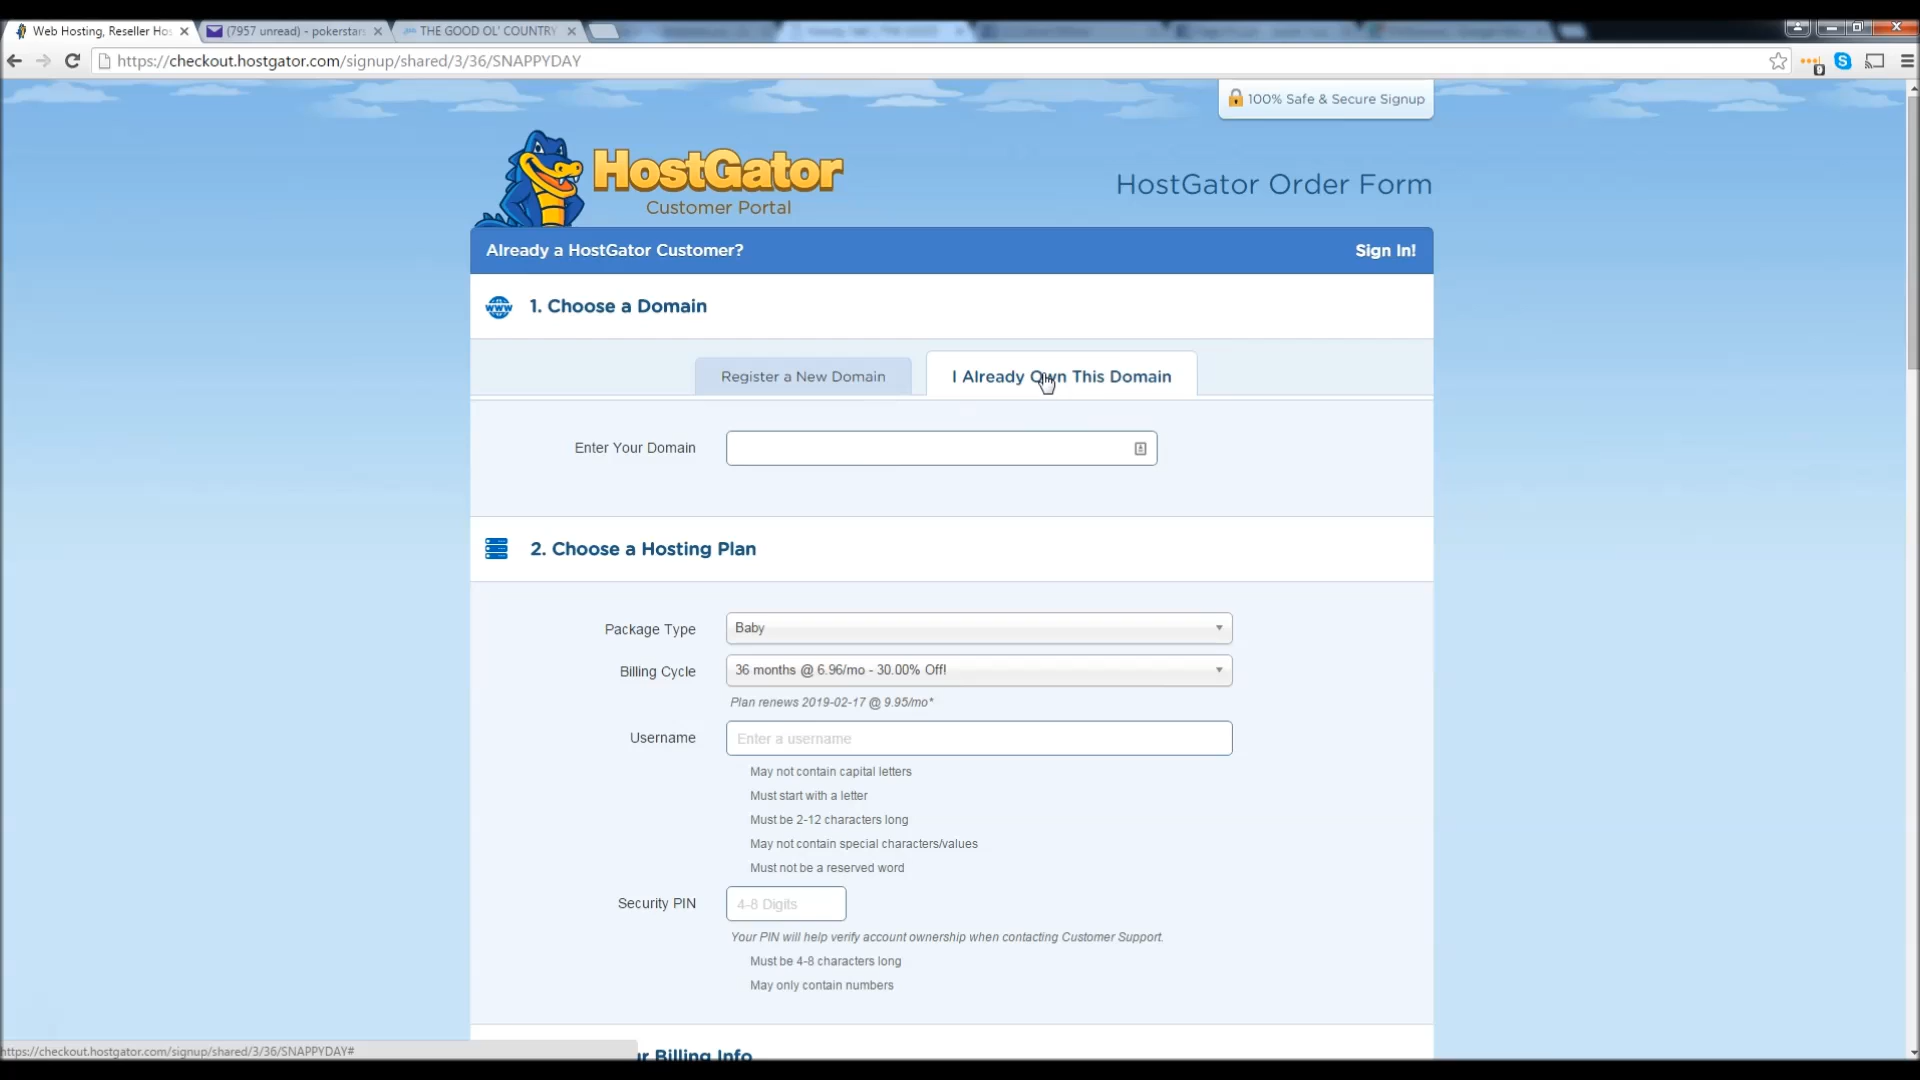 Web Hosting, Reseller Hos
(7957 unread) - pokerstars
THE GOOD OL' COUNTRY
https://checkout.hostgator.com/signup/shared/3/36/SNAPPYDAY
100% Safe & Secure Signup
HostGator
Customer Portal
HostGator Order Form
Already a HostGator Customer?
Sign In!
www
1. Choose a Domain
Register a New Domain
I Already Own This Domain
Enter Your Domain
2. Choose a Hosting Plan
Package Type
Baby
Billing Cycle
36 months @ 6.96/mo - 30.00% Off!
Plan renews 2019-02-17 @ 9.95/mo*
Username
Enter a username
May not contain capital letters
Must start with a letter
Must be 2-12 characters long
May not contain special characters/values
Must not be a reserved word
Security PIN
4-8 Digits
Your PIN will help verify account ownership when contacting Customer Support.
Must be 4-8 characters long
May only contain numbers
https://checkout.hostgator.com/signup/shared/3/36/SNAPPYDAY#
ur Billing Info